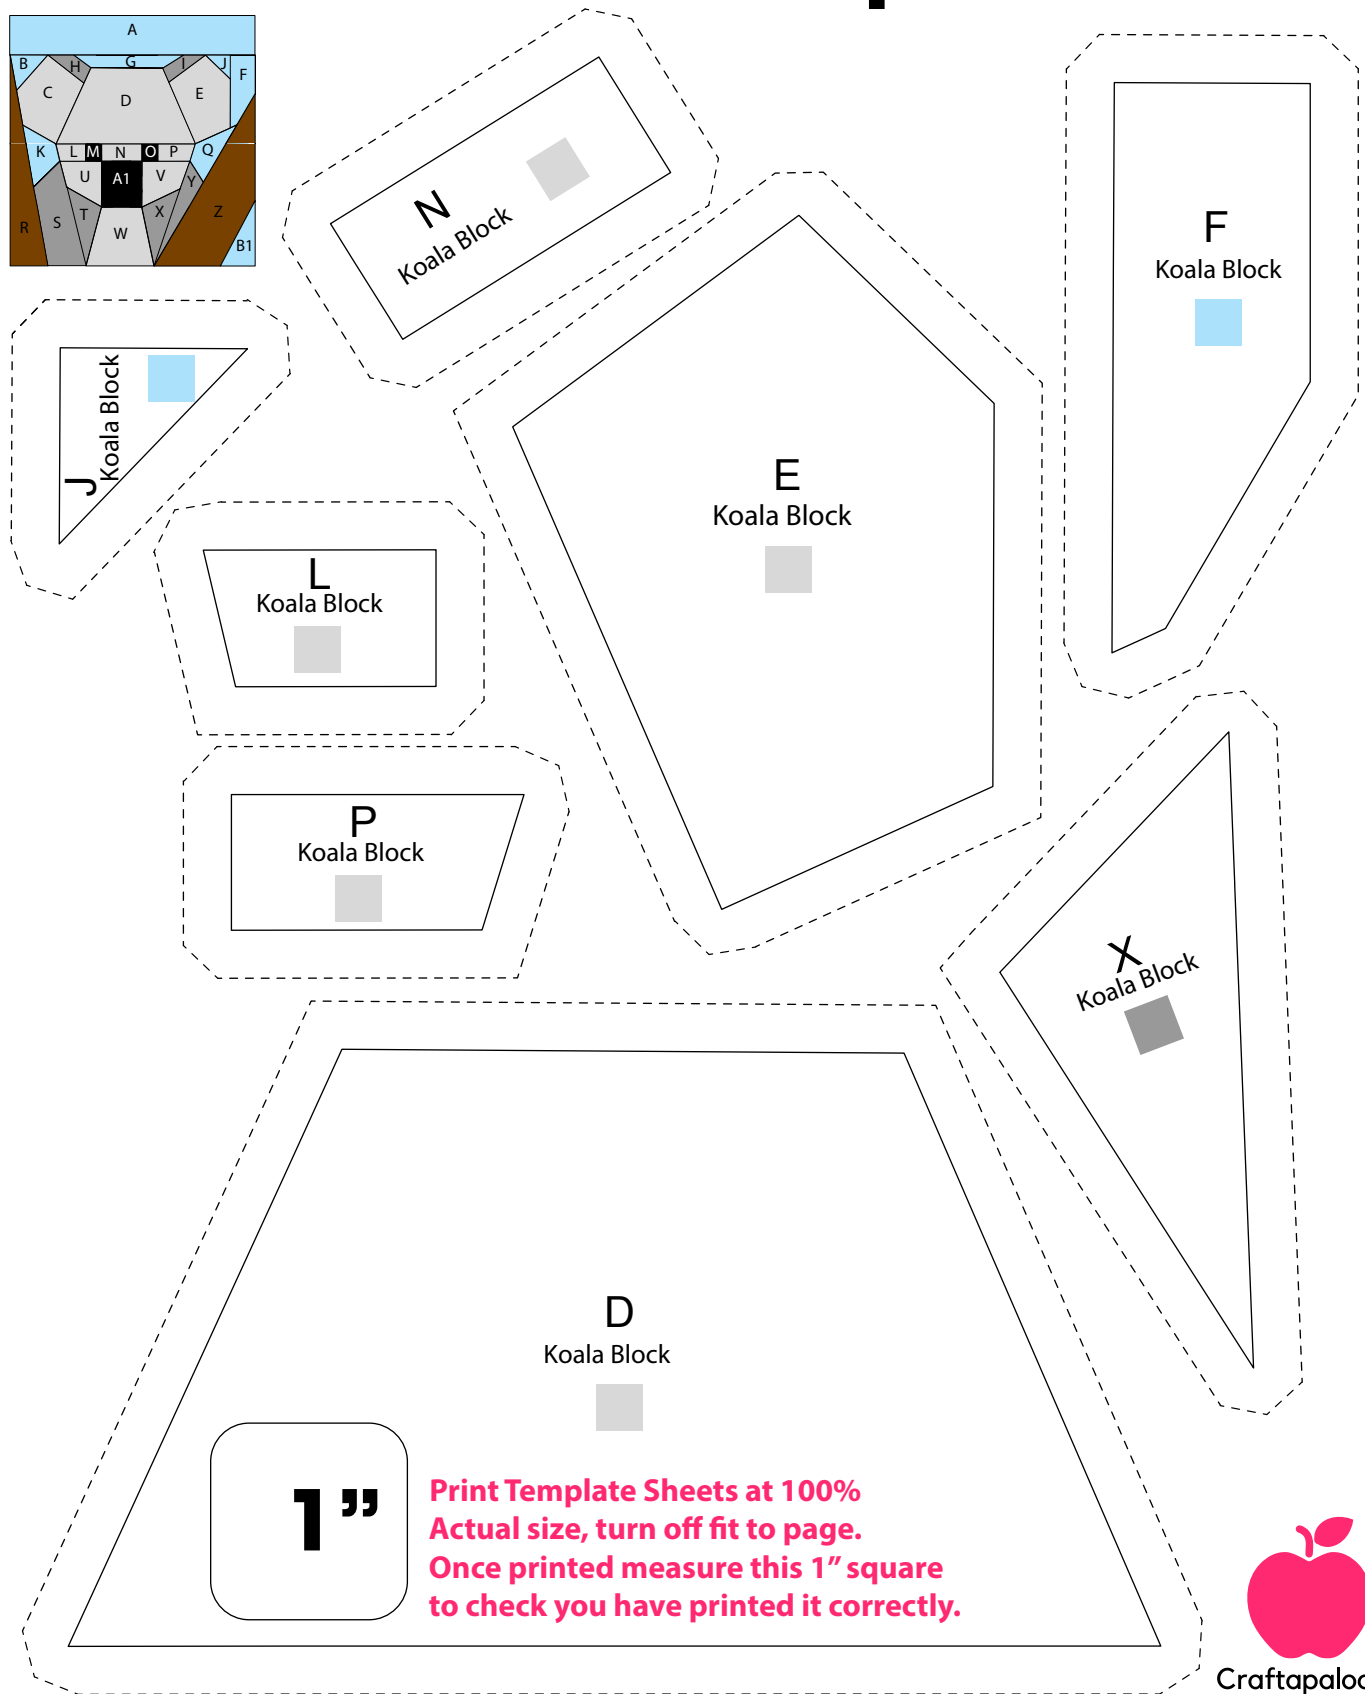 A
B
H
G
I
J
F
C
D
E
K
L
M
N
O
P
Q
U
A1
V
Y
R
S
T
W
X
Z
B1
N
Koala Block
F
Koala Block
J
Koala Block
E
Koala Block
L
Koala Block
P
Koala Block
X
Koala Block
D
Koala Block
1”
Print Template Sheets at 100%
Actual size, turn off fit to page.
Once printed measure this 1” square
to check you have printed it correctly.